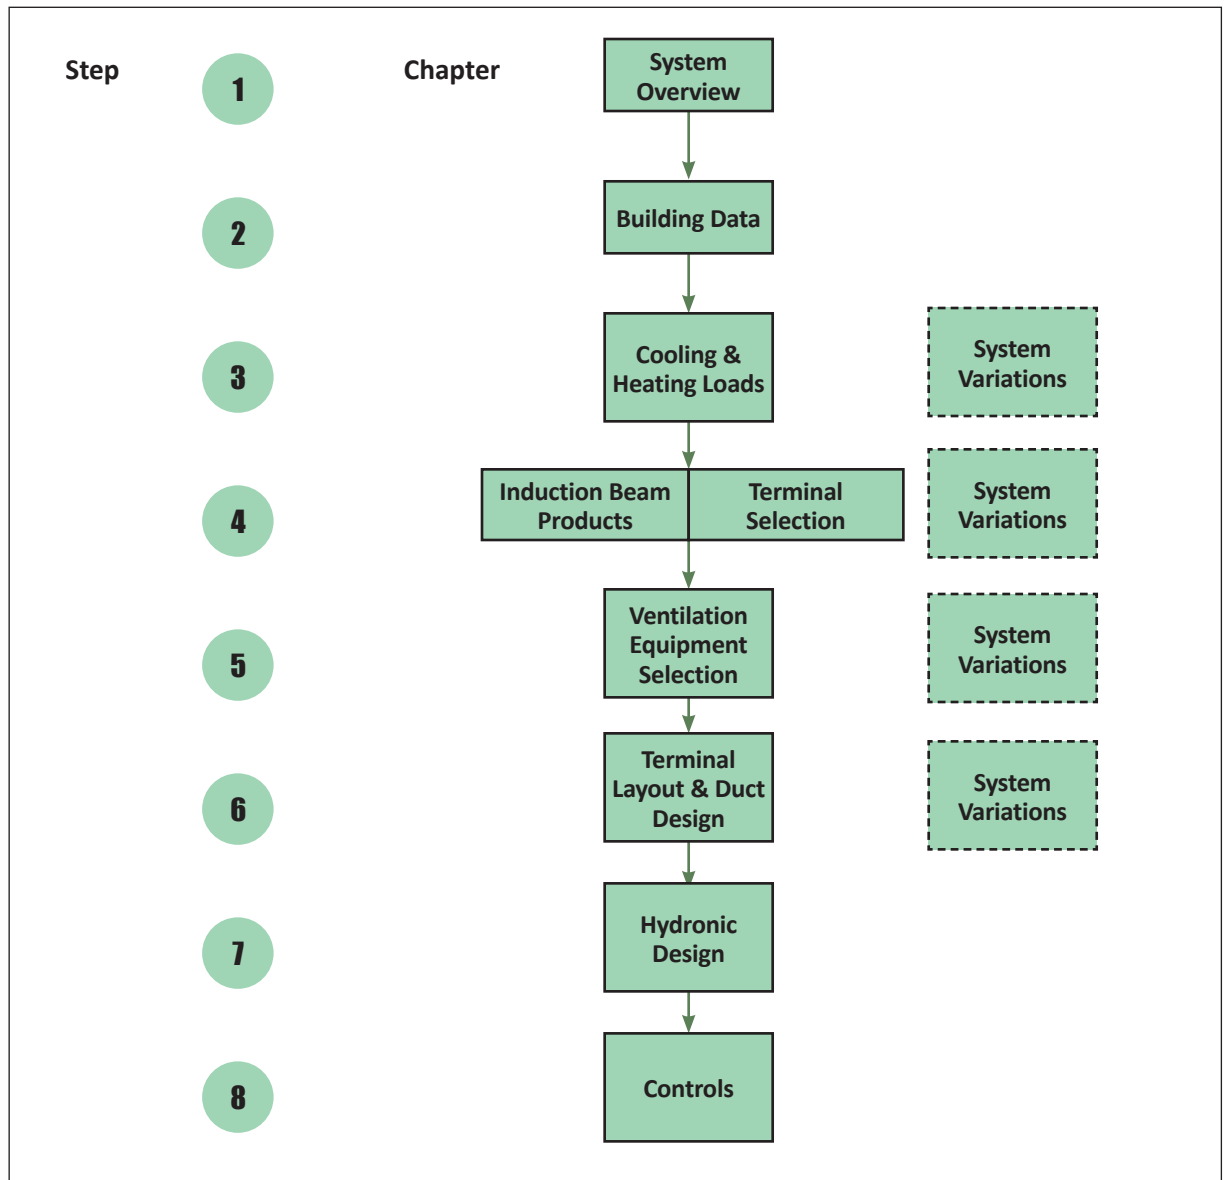 Step
1
Chapter
System
Overview
2
Building Data
3
Cooling &
Heating Loads
System
Variations
4
Induction Beam
Products
Terminal
Selection
System
Variations
5
Ventilation
Equipment
Selection
System
Variations
6
Terminal
Layout & Duct
Design
System
Variations
7
Hydronic
Design
8
Controls